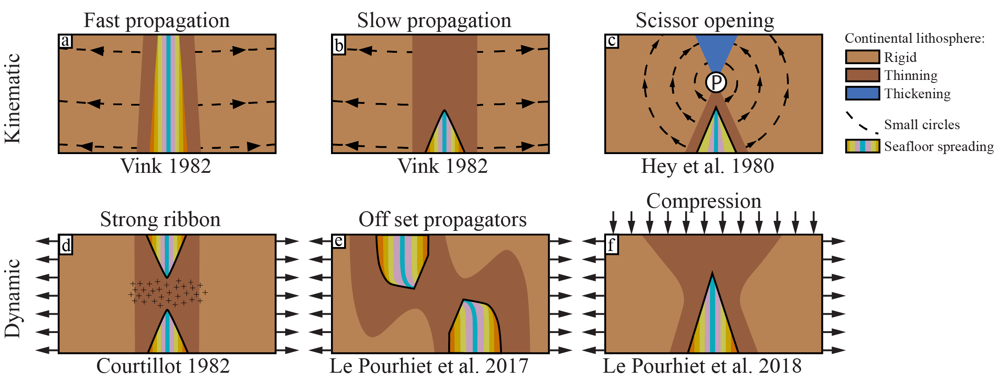 Fast propagation
Slow propagation
Scissor opening
a
b
c
P
Kinematic
Vink 1982
Vink 1982
Hey et al. 1980
Continental lithosphere:
Rigid
Thinning
Thickening
Small circles
Seafloor spreading
Compression
Strong ribbon
Off set propagators
d
e
f
Dynamic
Courtillot 1982
Le Pourhiet et al. 2017
Le Pourhiet et al. 2018